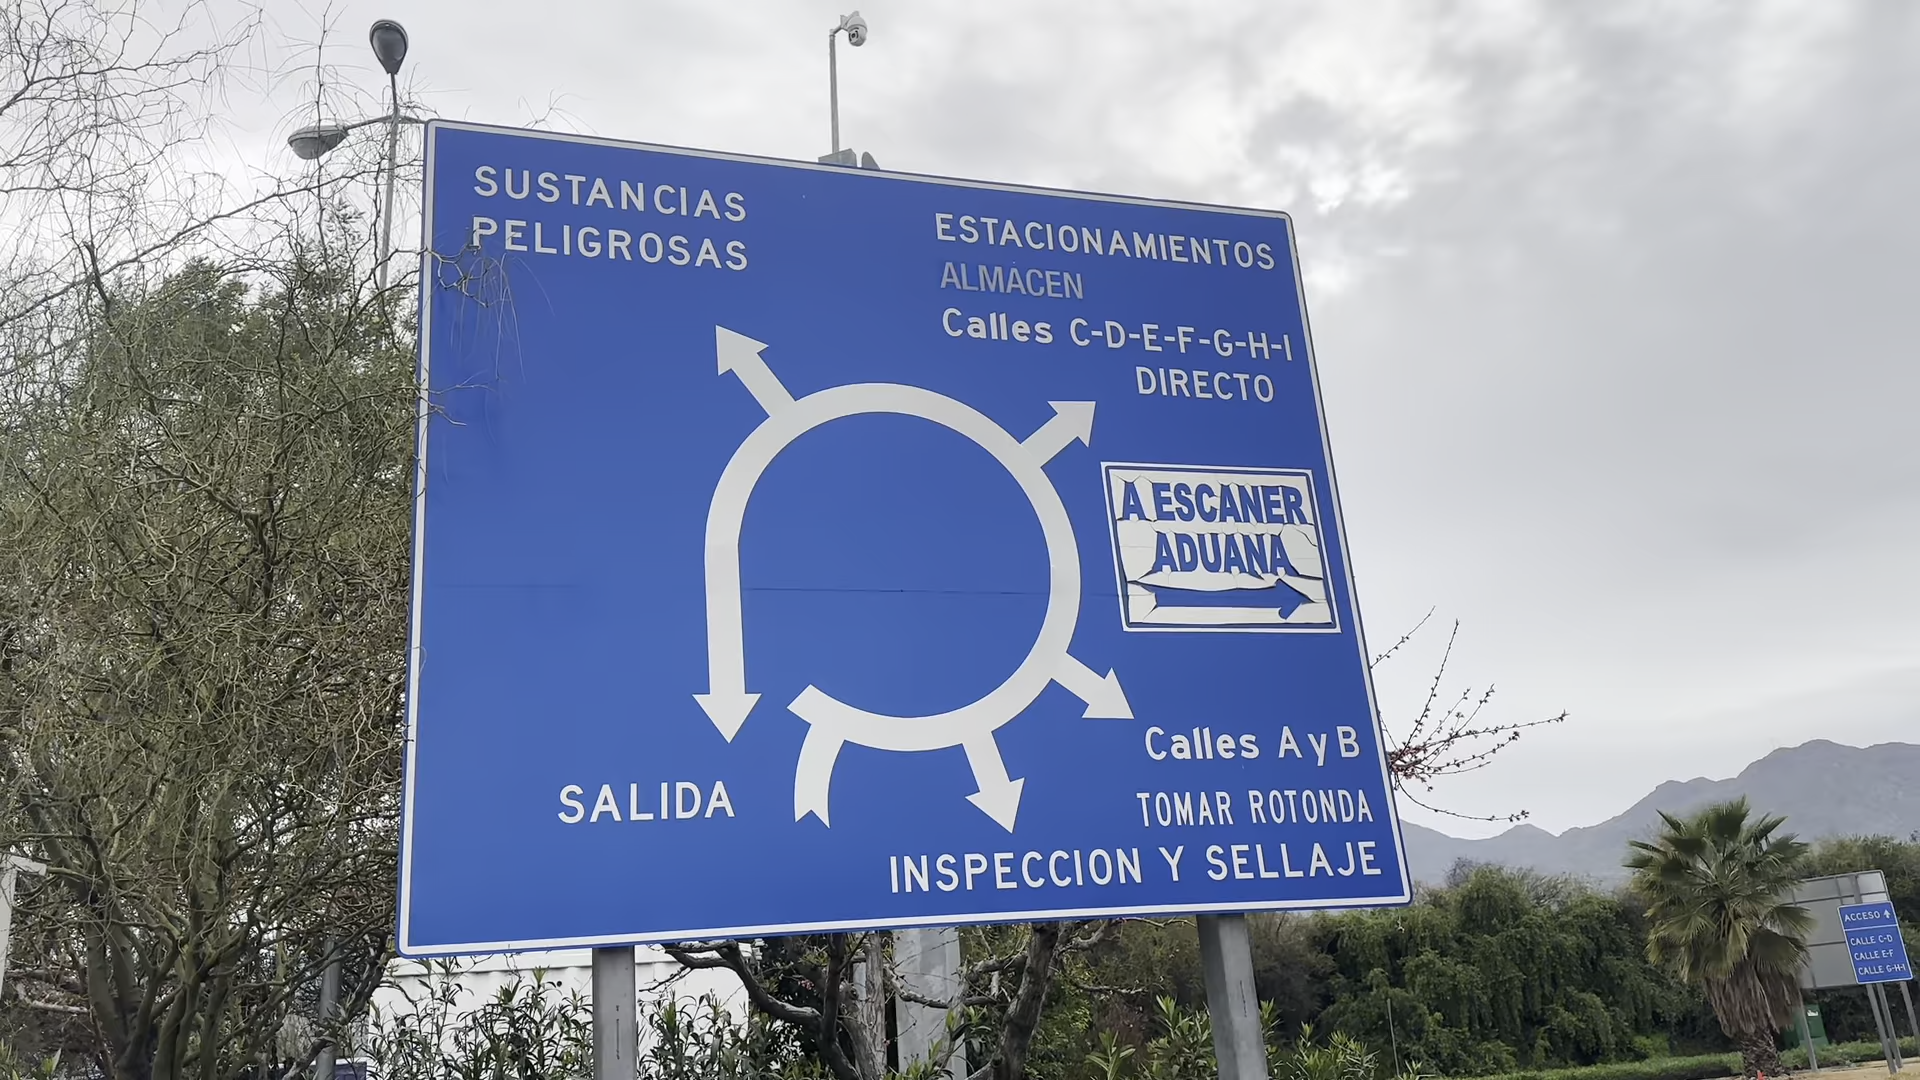 SUSTANCIAS
PELIGROSAS
ESTACIONAMIENTOS
ALMACEN
Calles C-D-E-F-G-H-I
DIRECTO
A ESCANER
ADUANA
SALIDA
Calles A y B
TOMAR ROTONDA
INSPECCION Y SELLAJE
ACCESO
CALLE C-D
CALLE E-F
CALLE G-H-I